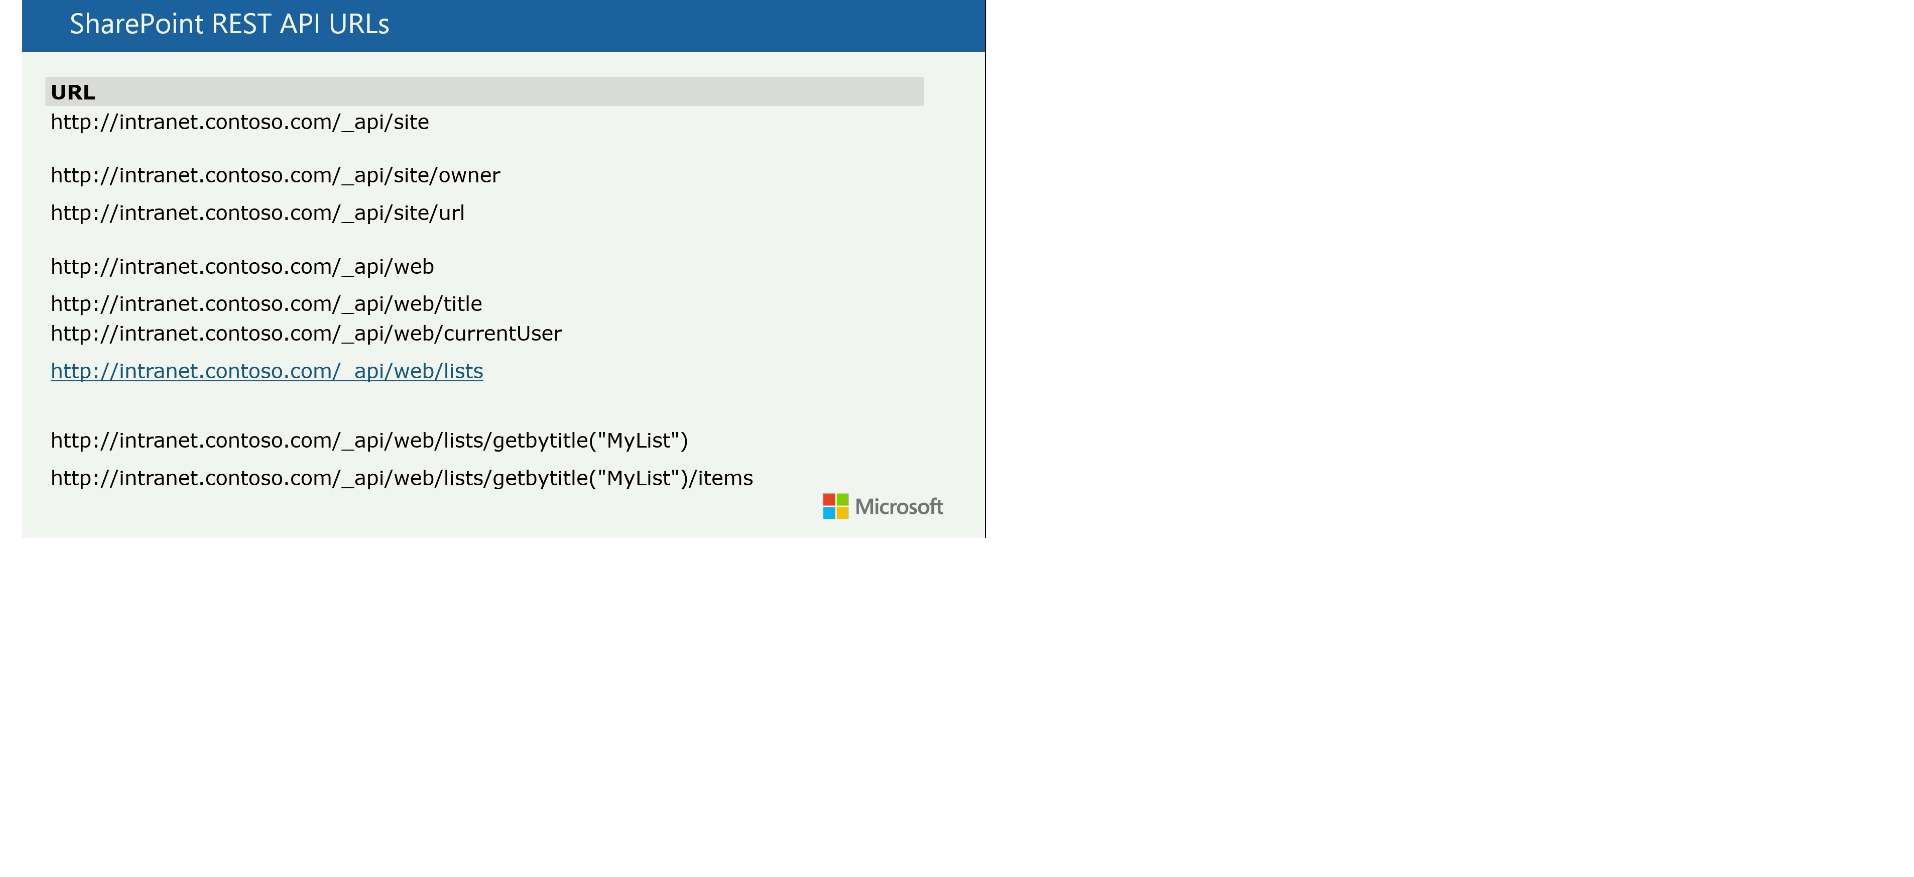 SharePoint REST API URLs
URL
http://intranet.contoso.com/_api/site
http://intranet.contoso.com/_api/site/owner
http://intranet.contoso.com/_api/site/url
http://intranet.contoso.com/_api/web
http://intranet.contoso.com/_api/web/title
http://intranet.contoso.com/_api/web/currentUser
http://intranet.contoso.com/_api/web/lists
http://intranet.contoso.com/_api/web/lists/getbytitle("MyList")
http://intranet.contoso.com/_api/web/lists/getbytitle("MyList")/items
Microsoft